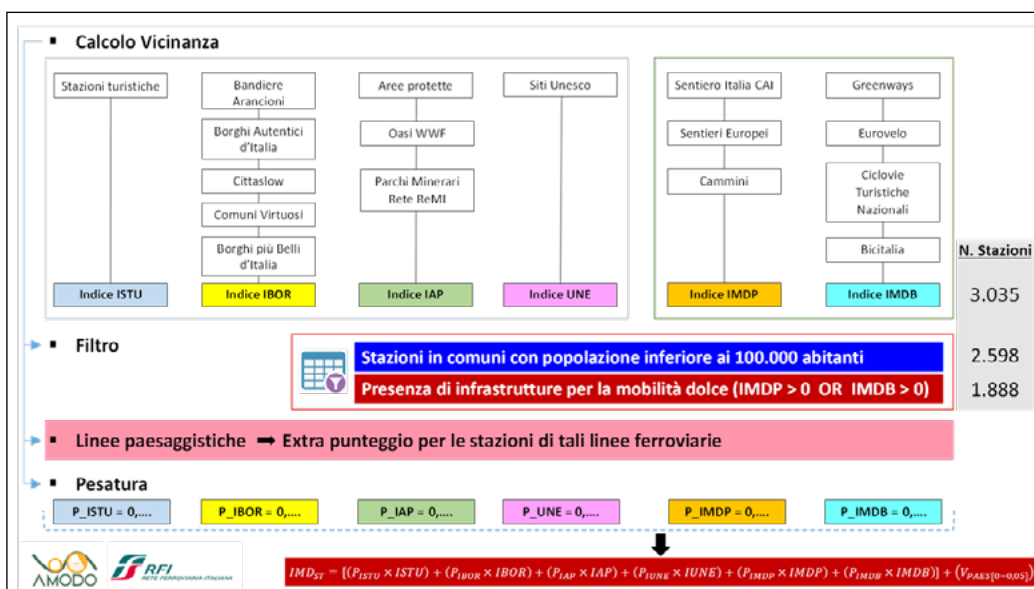 ▪ Calcolo Vicinanza
Stazioni turistiche
Bandiere
Arancioni
Borghi Autentici
d'Italia
Cittaslow
Comuni Virtuosi
Borghi più Belli
d'Italia
Aree protette
Oasi WWF
Parchi Minerari
Rete ReMI
Siti Unesco
Sentiero Italia CAI
Sentieri Europei
Cammini
Greenways
Eurovelo
Ciclovie
Turistiche
Nazionali
Bicitalia
Indice ISTU
Indice IBOR
Indice IAP
Indice UNE
Indice IMDP
Indice IMDB
N. Stazioni
3.035
▪ Filtro
Stazioni in comuni con popolazione inferiore ai 100.000 abitanti
2.598
Presenza di infrastrutture per la mobilità dolce (IMDP > 0 OR IMDB > 0)
1.888
▪ Linee paesaggistiche ➡ Extra punteggio per le stazioni di tali linee ferroviarie
▪ Pesatura
P_ISTU = 0,....
P_IBOR = 0,....
P_IAP = 0,....
P_UNE = 0,....
P_IMDP = 0,....
P_IMDB = 0,....
AMODO
RFI
RETE FERROVIARIA ITALIANA
IMD_ST = [(P_ISTU × ISTU) + (P_IBOR × IBOR) + (P_IAP × IAP) + (P_IUNE × IUNE) + (P_IMDP × IMDP) + (P_IMDB × IMDB)] + (V_PAES[0−0,05])